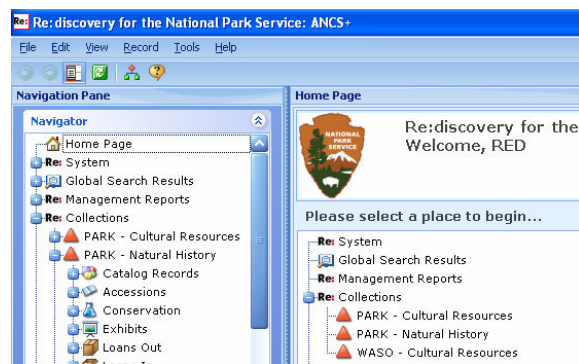 Re: Re:discovery for the National Park Service: ANCS+
File Edit View Record Tools Help
Navigation Pane
Navigator
Home Page
Re: System
Global Search Results
Re: Management Reports
Re: Collections
PARK - Cultural Resources
PARK - Natural History
Catalog Records
Accessions
Conservation
Exhibits
Loans Out
Loans In
Home Page
NATIONAL
PARK
SERVICE
Re:discovery for the
Welcome, RED
Please select a place to begin...
Re: System
Global Search Results
Re: Management Reports
Re: Collections
PARK - Cultural Resources
PARK - Natural History
WASO - Cultural Resources